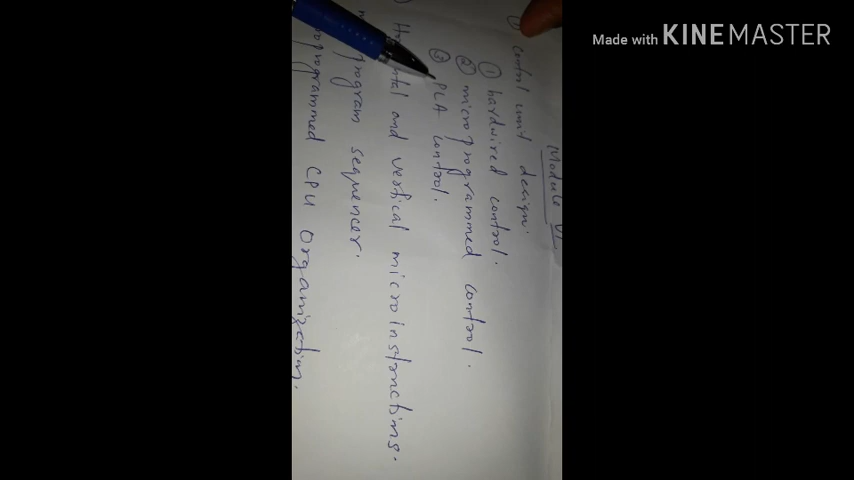 Made with KINEMASTER
Module VI
① Control unit design.
① hardwired control.
② microprogrammed control.
③ PLA control.
and vertical microinstructions.
program sequencer.
CPU Organization.